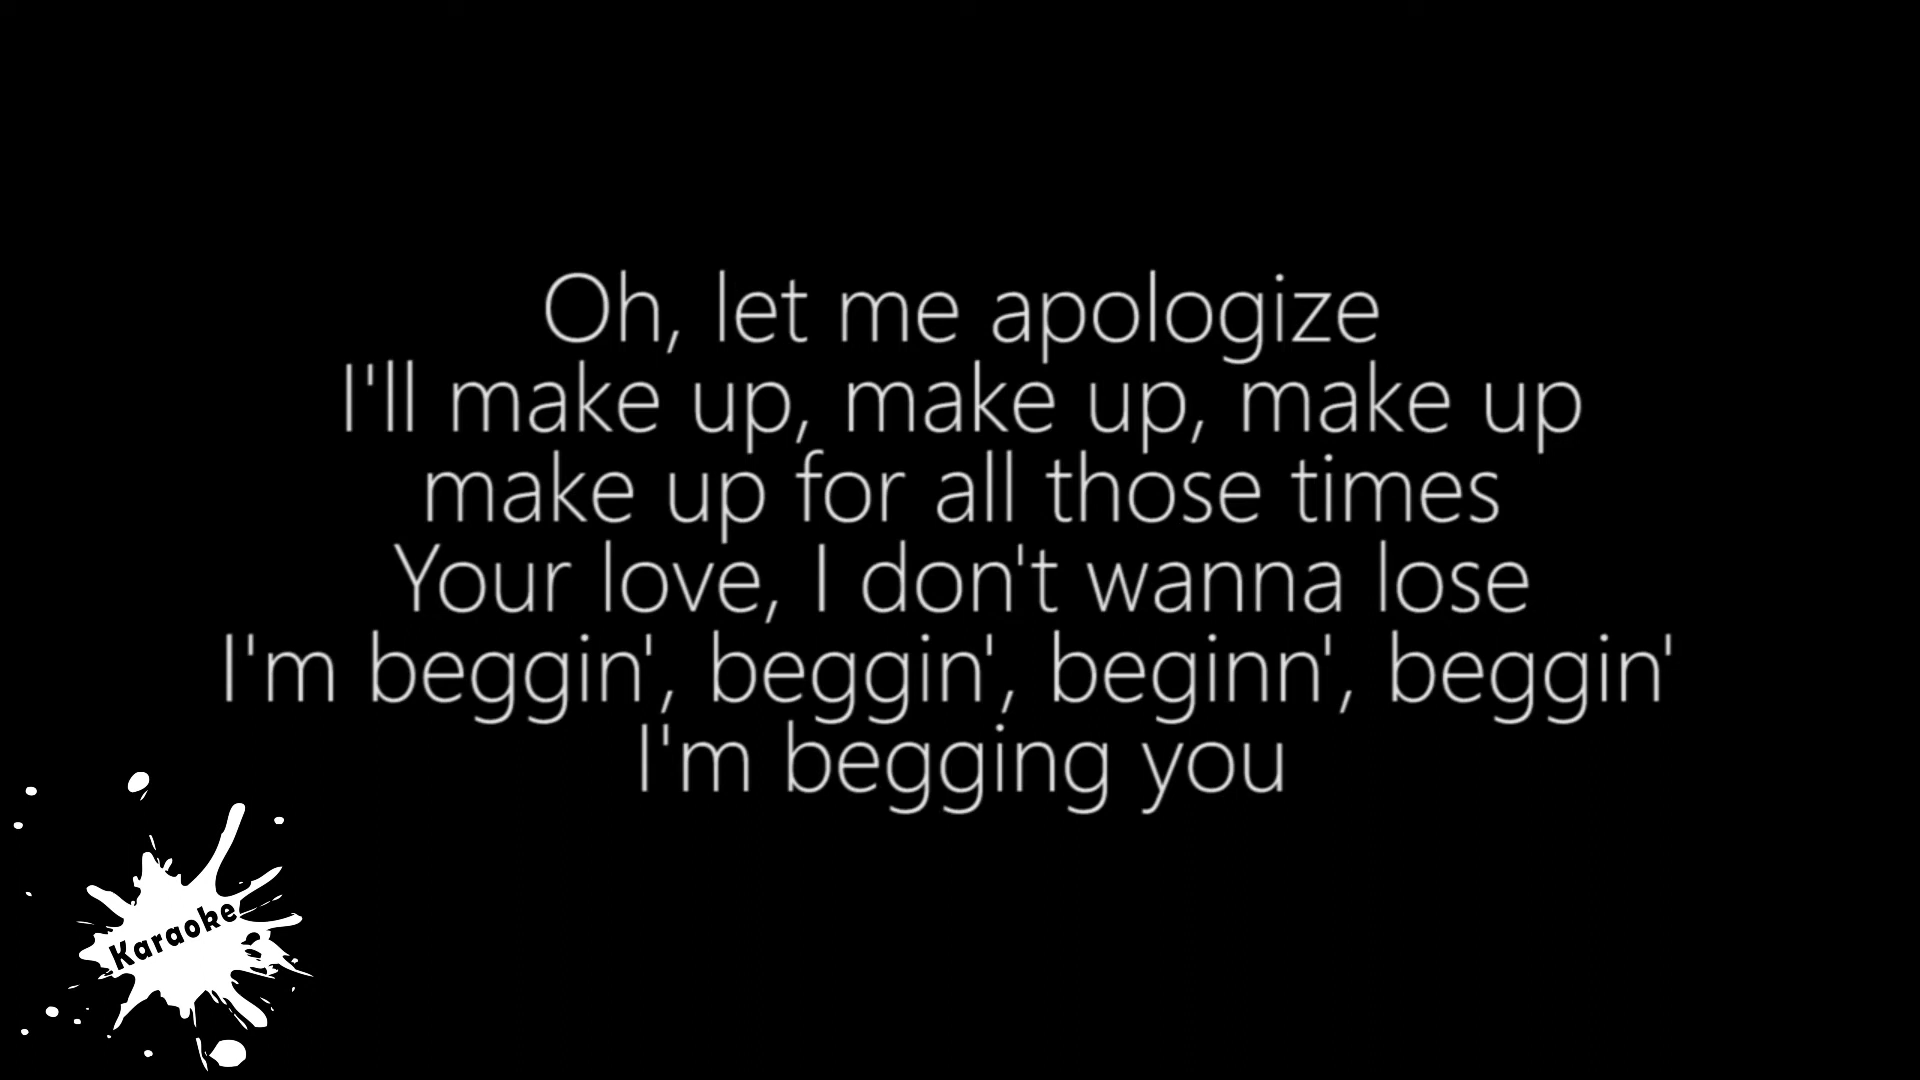 Oh, let me apologize
I'll make up, make up, make up
make up for all those times
Your love, I don't wanna lose
I'm beggin', beggin', beginn', beggin'
I'm begging you
Karaoke